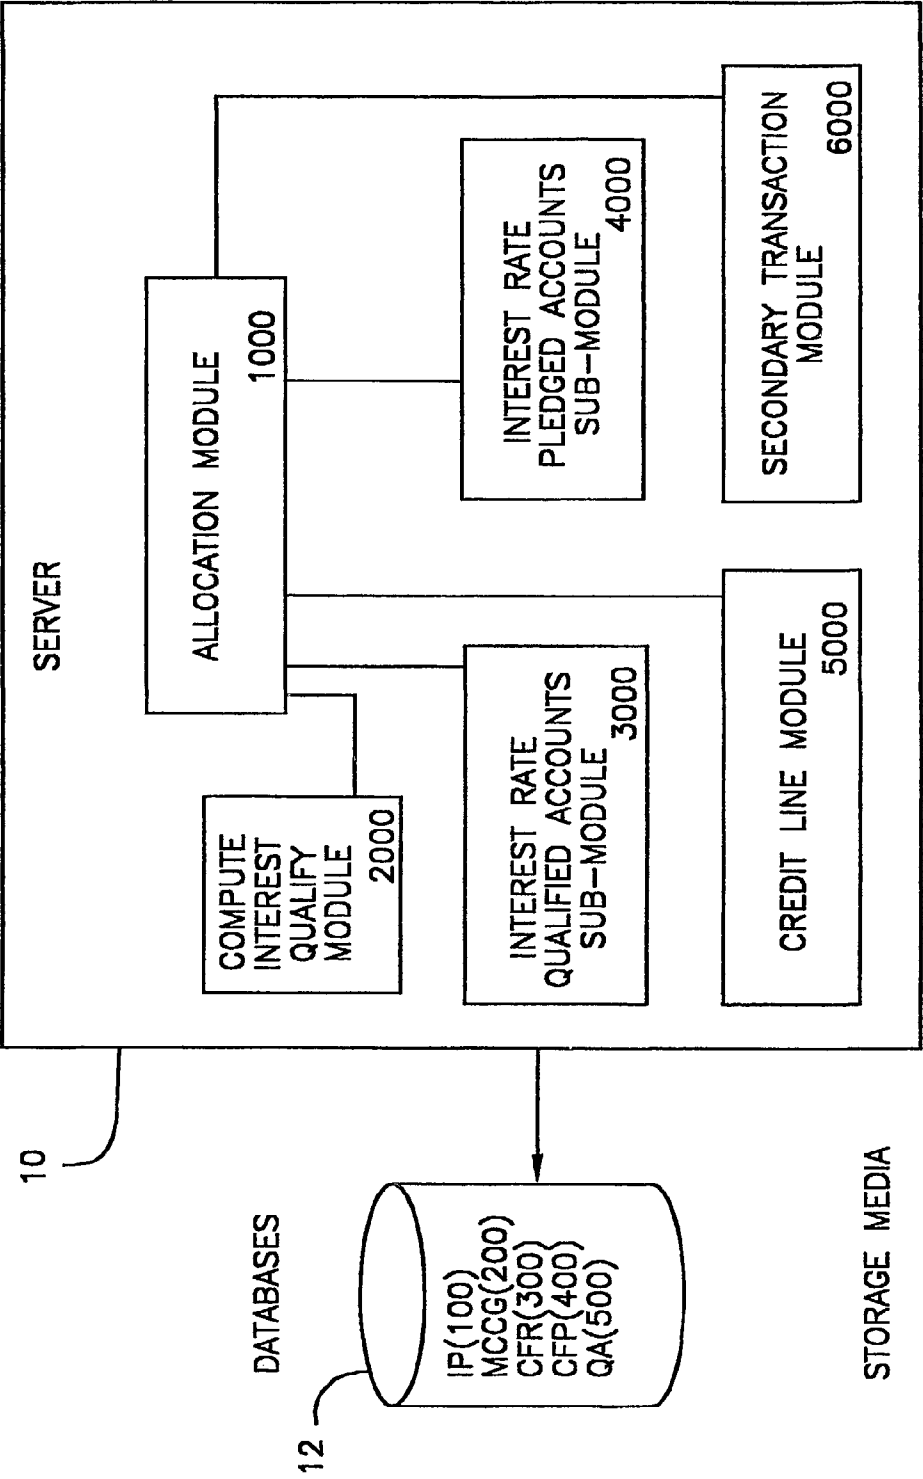 10
SERVER
ALLOCATION MODULE
1000
COMPUTE
INTEREST
QUALIFY
MODULE
2000
INTEREST RATE
QUALIFIED ACCOUNTS
SUB-MODULE
3000
INTEREST RATE
PLEDGED ACCOUNTS
SUB-MODULE
4000
CREDIT LINE MODULE
5000
SECONDARY TRANSACTION
MODULE
6000
12
DATABASES
IP(100)
MCCG(200)
CFR(300)
CFP(400)
QA(500)
STORAGE MEDIA